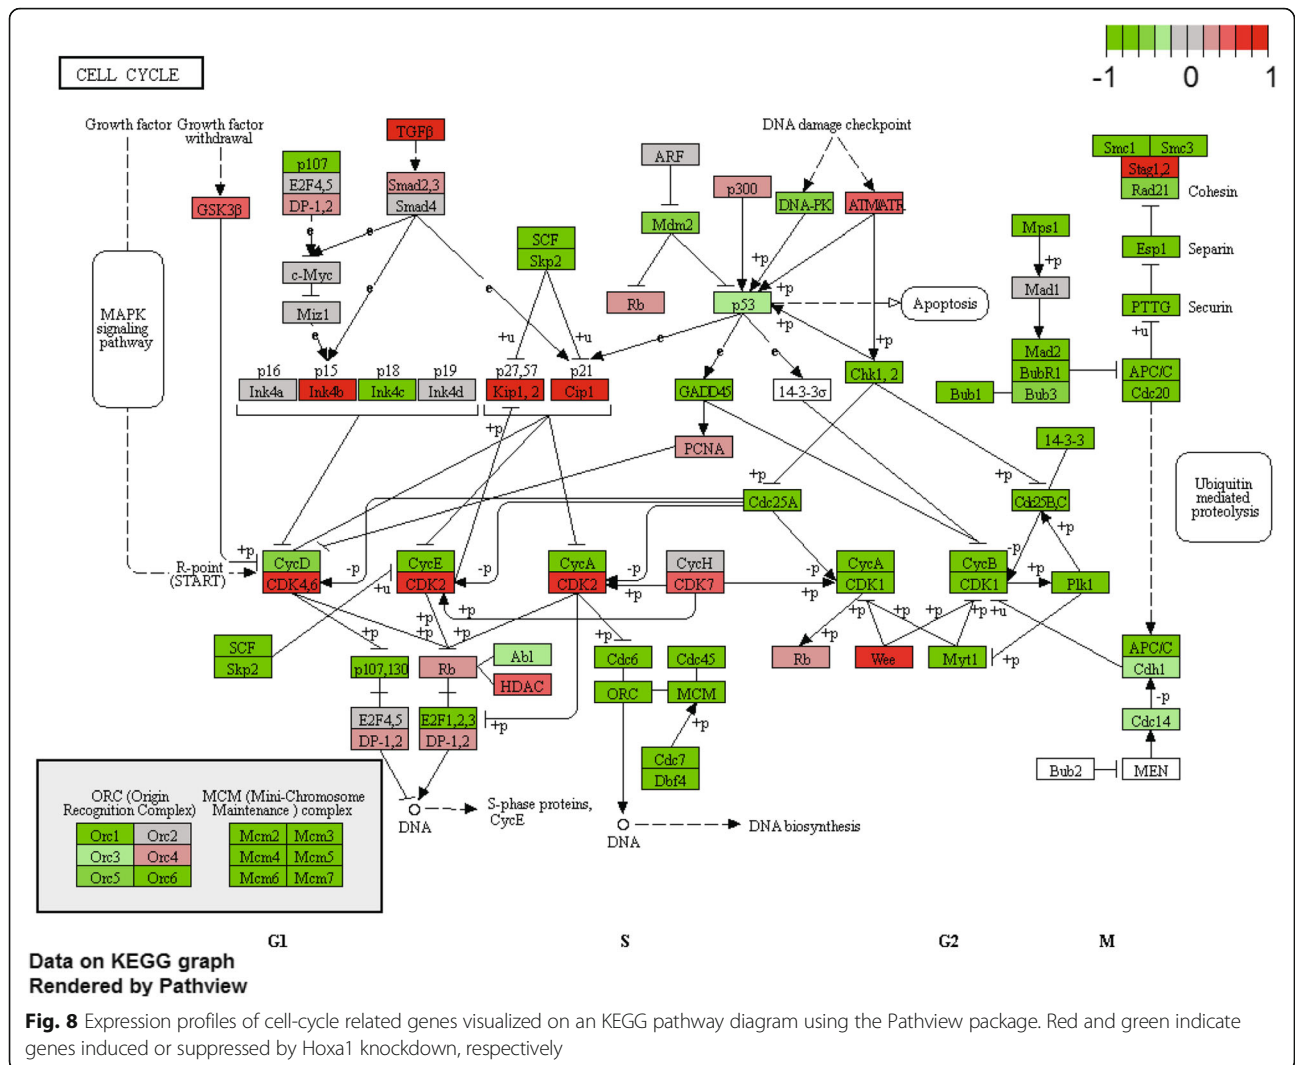 -1 0 1
CELL CYCLE
Growth factor
Growth factor
withdrawal
TGFβ
DNA damage checkpoint
p107
E2F4,5
DP-1,2
Smad2,3
Smad4
GSK3β
ARF
p300
DNA-PK
ATM/ATR
Smc1 Smc3
Stag1,2
Rad21
Cohesin
Mdm2
Mps1
SCF
Skp2
Esp1
Separin
e
e
+p
+p
+p
c-Myc
Mad1
Rb
p53
Apoptosis
PTTG
Securin
Miz1
MAPK
signaling
pathway
e
e
e
+u
+u
e
+p
+u
e
e
Mad2
BubR1
Bub3
Bub1
APC/C
Cdc20
p16
Ink4a
p15
Ink4b
p18
Ink4c
p19
Ink4d
p27,57
Kip1, 2
p21
Cip1
GADD45
14-3-3σ
Chk1, 2
+p
PCNA
14-3-3
Ubiquitin
mediated
proteolysis
+p
+p
Cdc25A
Cdc25B,C
R-point
(START)
+p
CycD
CDK4,6
-p
CycE
CDK2
-p
CycA
CDK2
-p
+p
CycH
CDK7
-p
+p
CycA
CDK1
CycB
CDK1
-p
+p
+p
Plk1
+u
+p
+p
+p
+p
+p
+p
+p
+p
+u
SCF
Skp2
p107,130
Rb
Abl
HDAC
Cdc6
Cdc45
ORC
MCM
Rb
Wee
Myt1
+p
APC/C
Cdh1
-p
E2F4,5
DP-1,2
E2F1,2,3
DP-1,2
+p
+p
Cdc14
Cdc7
Dbf4
Bub2
MEN
DNA
S-phase proteins,
CycE
DNA
DNA biosynthesis
ORC (Origin
Recognition Complex)
MCM (Mini-Chromosome
Maintenance ) complex
Orc1 Orc2
Orc3 Orc4
Orc5 Orc6
Mcm2 Mcm3
Mcm4 Mcm5
Mcm6 Mcm7
G1 S G2 M
Data on KEGG graph
Rendered by Pathview
Fig. 8 Expression profiles of cell-cycle related genes visualized on an KEGG pathway diagram using the Pathview package. Red and green indicate
genes induced or suppressed by Hoxa1 knockdown, respectively